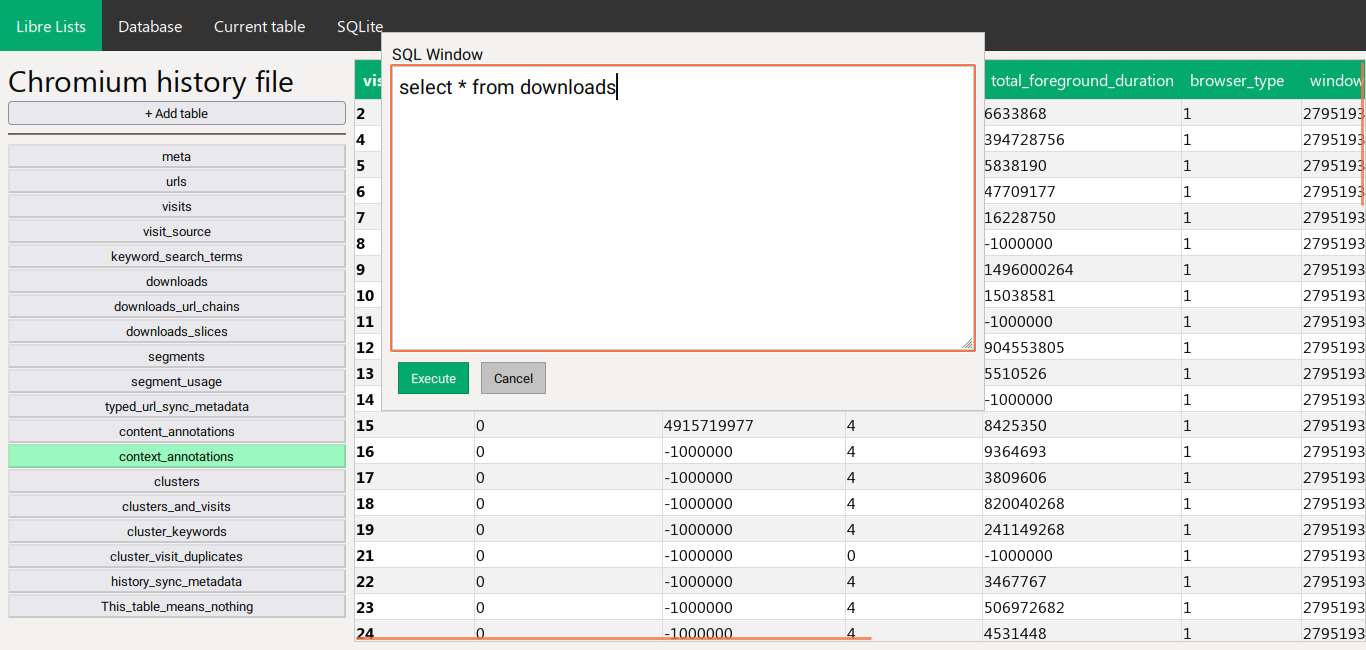 Libre Lists Database Current table SQLite
SQL Window
select * from downloads
Execute Cancel
Chromium history file
+ Add table
meta
urls
visits
visit_source
keyword_search_terms
downloads
downloads_url_chains
downloads_slices
segments
segment_usage
typed_url_sync_metadata
content_annotations
context_annotations
clusters
clusters_and_visits
cluster_keywords
cluster_visit_duplicates
history_sync_metadata
This_table_means_nothing
vis total_foreground_duration browser_type window
2 6633868 1 2795193
4 394728756 1 2795193
5 5838190 1 2795193
6 47709177 1 2795193
7 16228750 1 2795193
8 -1000000 1 2795193
9 1496000264 1 2795193
10 15038581 1 2795193
11 -1000000 1 2795193
12 904553805 1 2795193
13 5510526 1 2795193
14 -1000000 1 2795193
15 0 4915719977 4 8425350 1 2795193
16 0 -1000000 4 9364693 1 2795193
17 0 -1000000 4 3809606 1 2795193
18 0 -1000000 4 820040268 1 2795193
19 0 -1000000 4 241149268 1 2795193
21 0 -1000000 0 -1000000 1 2795193
22 0 -1000000 4 3467767 1 2795193
23 0 -1000000 4 506972682 1 2795193
24 0 -1000000 4 4531448 1 2795193